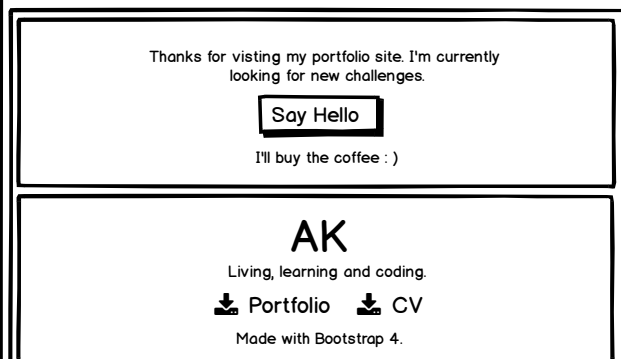 Thanks for visting my portfolio site. I'm currently
looking for new challenges.
Say Hello
I'll buy the coffee : )
AK
Living, learning and coding.
Portfolio CV
Made with Bootstrap 4.